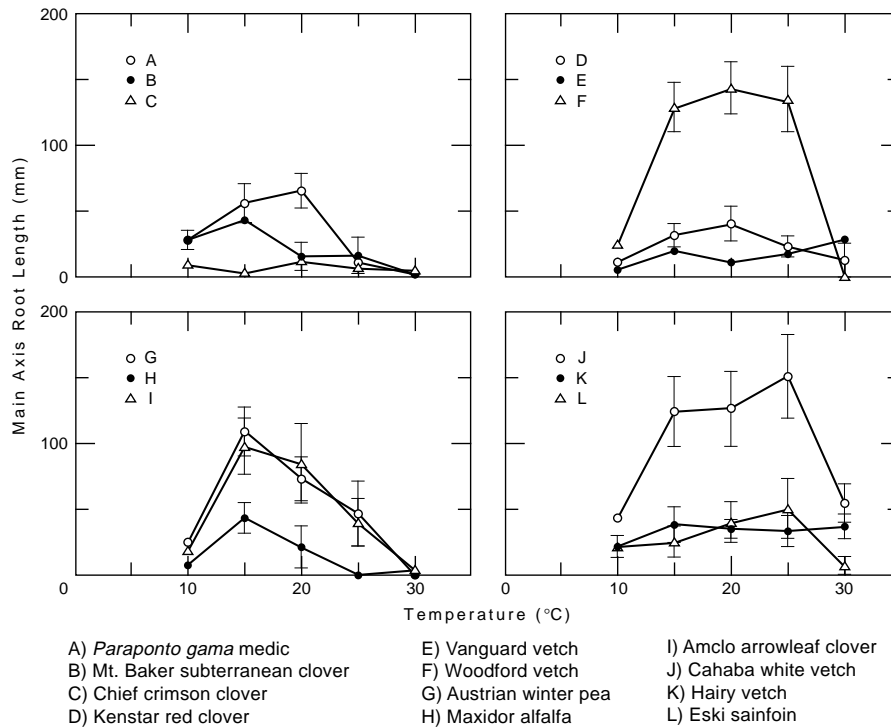 200
A
B
C
D
E
F
100
0
200
G
H
I
J
K
L
100
0
10 20 30 10 20 30
Main Axis Root Length (mm)
Temperature (°C)
A) Paraponto gama medic
B) Mt. Baker subterranean clover
C) Chief crimson clover
D) Kenstar red clover
E) Vanguard vetch
F) Woodford vetch
G) Austrian winter pea
H) Maxidor alfalfa
I) Amclo arrowleaf clover
J) Cahaba white vetch
K) Hairy vetch
L) Eski sainfoin